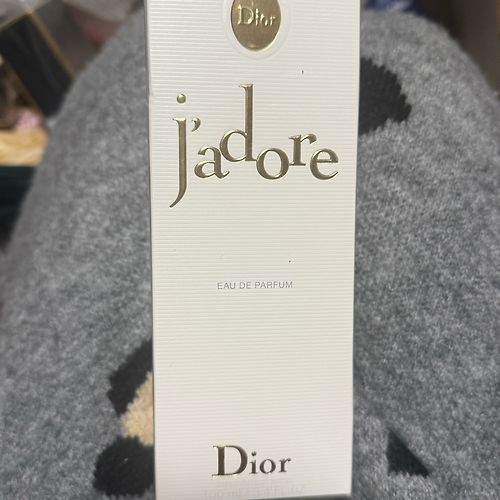 Dior
j'adore
EAU DE PARFUM
Dior